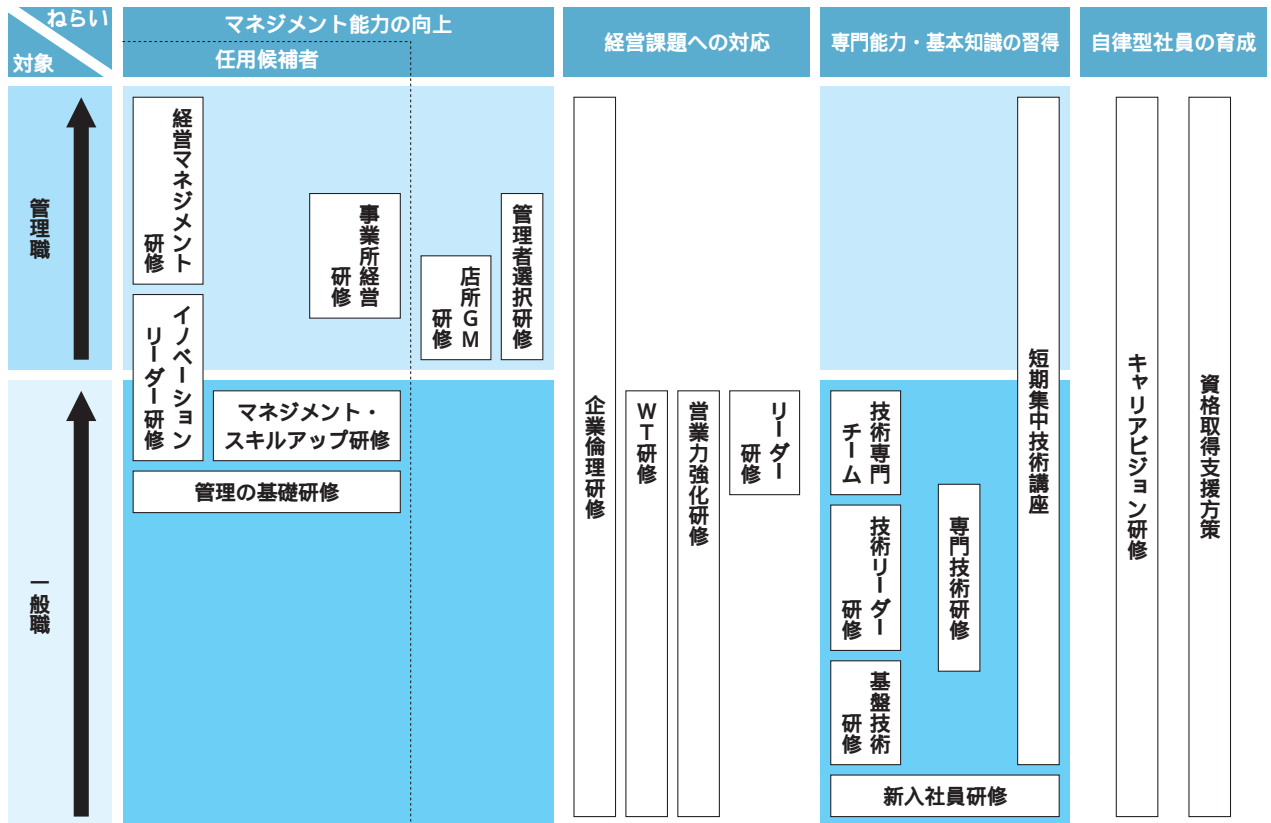 ねらい
対象
マネジメント能力の向上
任用候補者
経営課題への対応
専門能力・基本知識の習得
自律型社員の育成
管理職
一般職
経営マネジメント
研修
イノベーション
リーダー研修
事業所経営
研修
店所GM
研修
管理者選択研修
マネジメント・
スキルアップ研修
管理の基礎研修
企業倫理研修
WT研修
営業力強化研修
リーダー
研修
技術専門
チーム
技術リーダー
研修
基盤技術
研修
専門技術研修
短期集中技術講座
新入社員研修
キャリアビジョン研修
資格取得支援方策